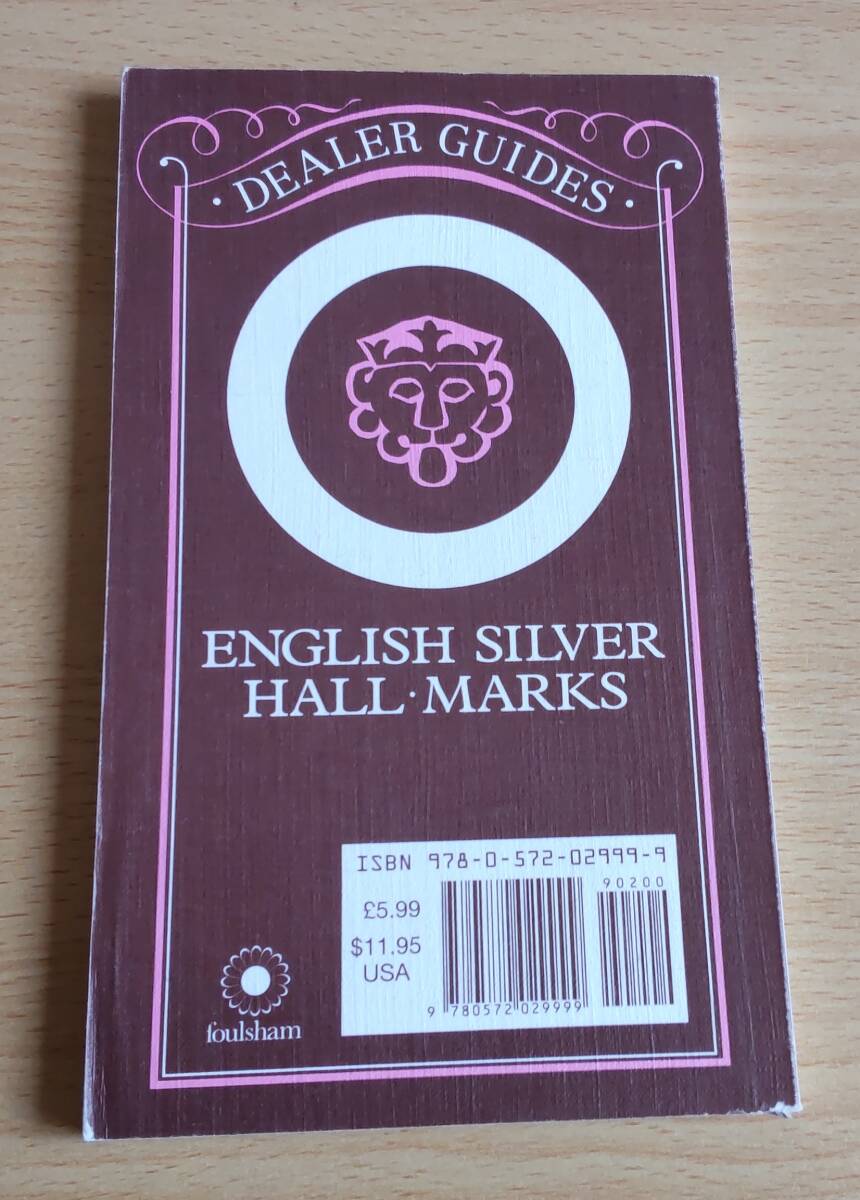 · DEALER GUIDES ·
ENGLISH SILVER
HALL · MARKS
ISBN 978-0-572-02999-9
90200
£5.99
$11.95
USA
9 780572 029999
foulsham